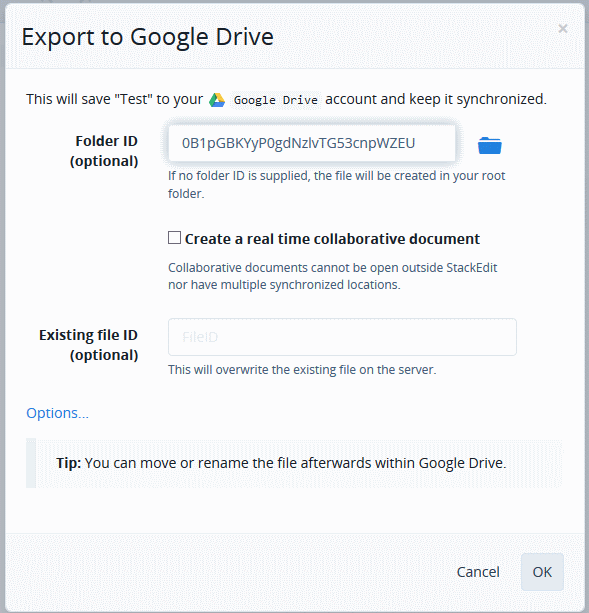 Export to Google Drive
×
This will save "Test" to your Google Drive account and keep it synchronized.
Folder ID
(optional)
0B1pGBKYyP0gdNzlvTG53cnpWZEU
If no folder ID is supplied, the file will be created in your root
folder.
Create a real time collaborative document
Collaborative documents cannot be open outside StackEdit
nor have multiple synchronized locations.
Existing file ID
(optional)
FileID
This will overwrite the existing file on the server.
Options...
Tip: You can move or rename the file afterwards within Google Drive.
Cancel
OK